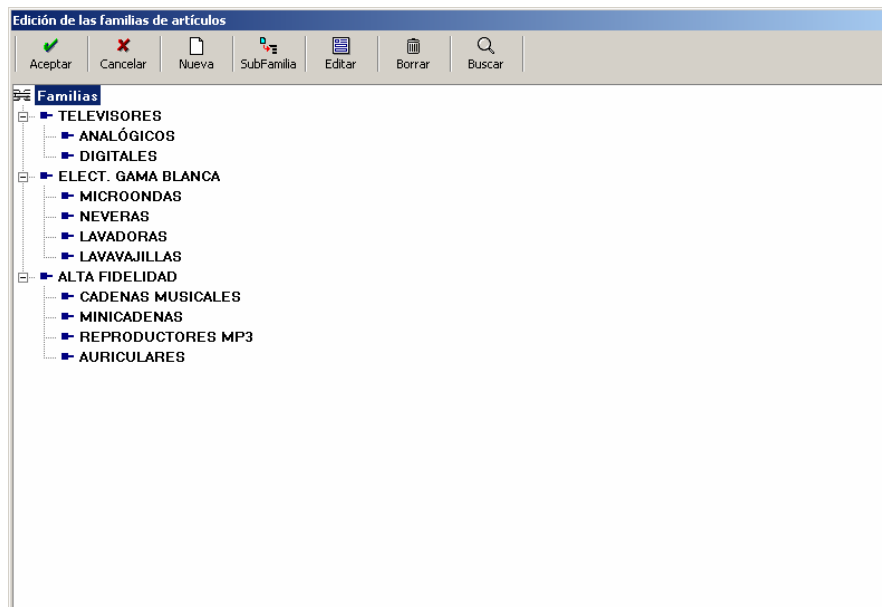 Edición de las familias de artículos
Aceptar Cancelar Nueva SubFamilia Editar Borrar Buscar
Familias
TELEVISORES
ANALÓGICOS
DIGITALES
ELECT. GAMA BLANCA
MICROONDAS
NEVERAS
LAVADORAS
LAVAVAJILLAS
ALTA FIDELIDAD
CADENAS MUSICALES
MINICADENAS
REPRODUCTORES MP3
AURICULARES